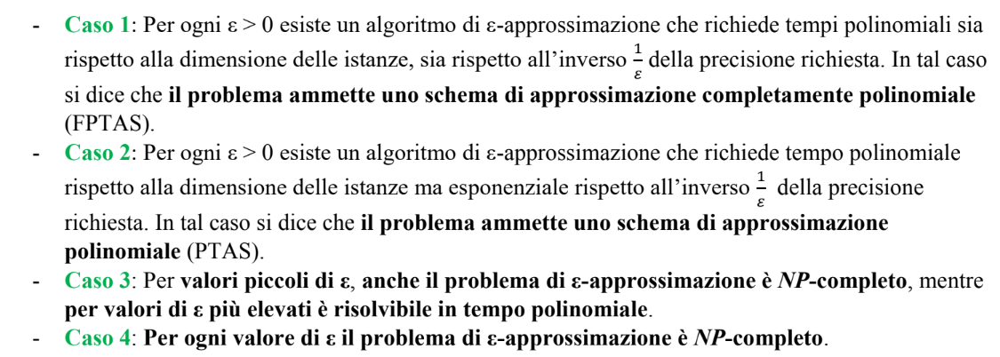 - Caso 1: Per ogni ε > 0 esiste un algoritmo di ε-approssimazione che richiede tempi polinomiali sia
rispetto alla dimensione delle istanze, sia rispetto all’inverso 1/ε della precisione richiesta. In tal caso
si dice che il problema ammette uno schema di approssimazione completamente polinomiale
(FPTAS).
- Caso 2: Per ogni ε > 0 esiste un algoritmo di ε-approssimazione che richiede tempo polinomiale
rispetto alla dimensione delle istanze ma esponenziale rispetto all’inverso 1/ε della precisione
richiesta. In tal caso si dice che il problema ammette uno schema di approssimazione
polinomiale (PTAS).
- Caso 3: Per valori piccoli di ε, anche il problema di ε-approssimazione è NP-completo, mentre
per valori di ε più elevati è risolvibile in tempo polinomiale.
- Caso 4: Per ogni valore di ε il problema di ε-approssimazione è NP-completo.